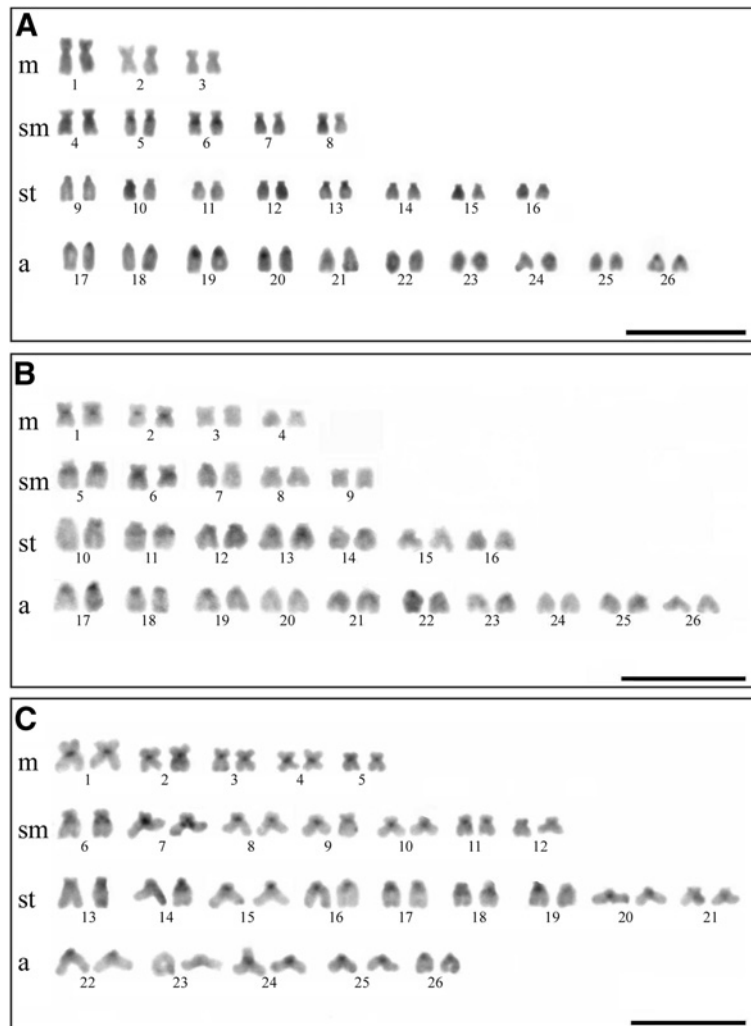 A
m
1 2 3
sm
4 5 6 7 8
st
9 10 11 12 13 14 15 16
a
17 18 19 20 21 22 23 24 25 26
B
m
1 2 3 4
sm
5 6 7 8 9
st
10 11 12 13 14 15 16
a
17 18 19 20 21 22 23 24 25 26
C
m
1 2 3 4 5
sm
6 7 8 9 10 11 12
st
13 14 15 16 17 18 19 20 21
a
22 23 24 25 26